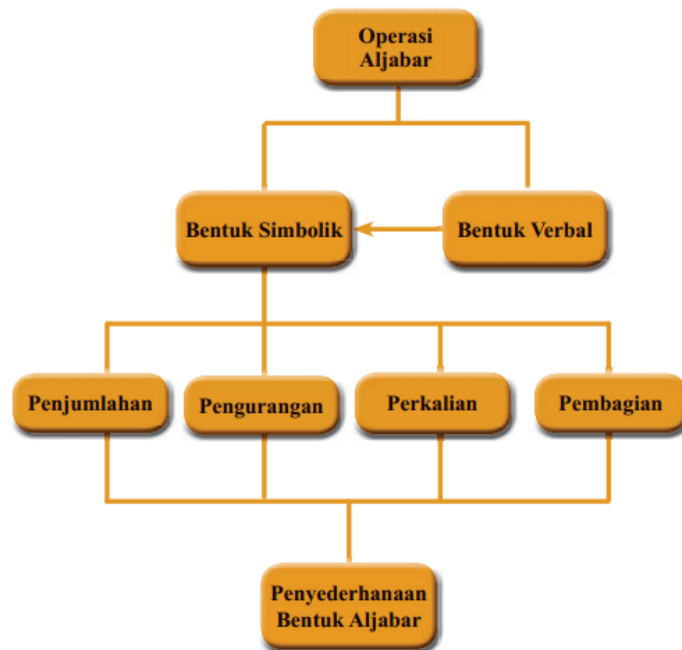 Operasi
Aljabar
Bentuk Simbolik
Bentuk Verbal
Penjumlahan
Pengurangan
Perkalian
Pembagian
Penyederhanaan
Bentuk Aljabar